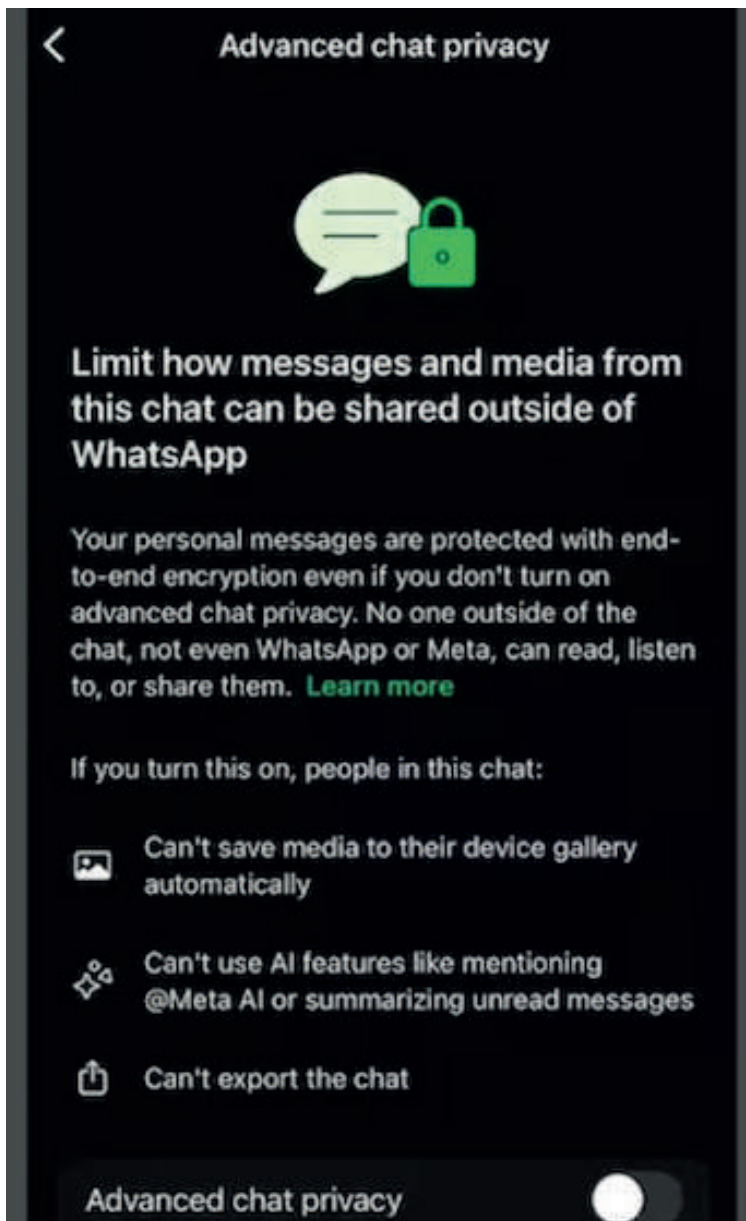 Advanced chat privacy
Limit how messages and media from
this chat can be shared outside of
WhatsApp
Your personal messages are protected with end-
to-end encryption even if you don't turn on
advanced chat privacy. No one outside of the
chat, not even WhatsApp or Meta, can read, listen
to, or share them. Learn more
If you turn this on, people in this chat:
Can't save media to their device gallery
automatically
Can't use AI features like mentioning
@Meta AI or summarizing unread messages
Can't export the chat
Advanced chat privacy